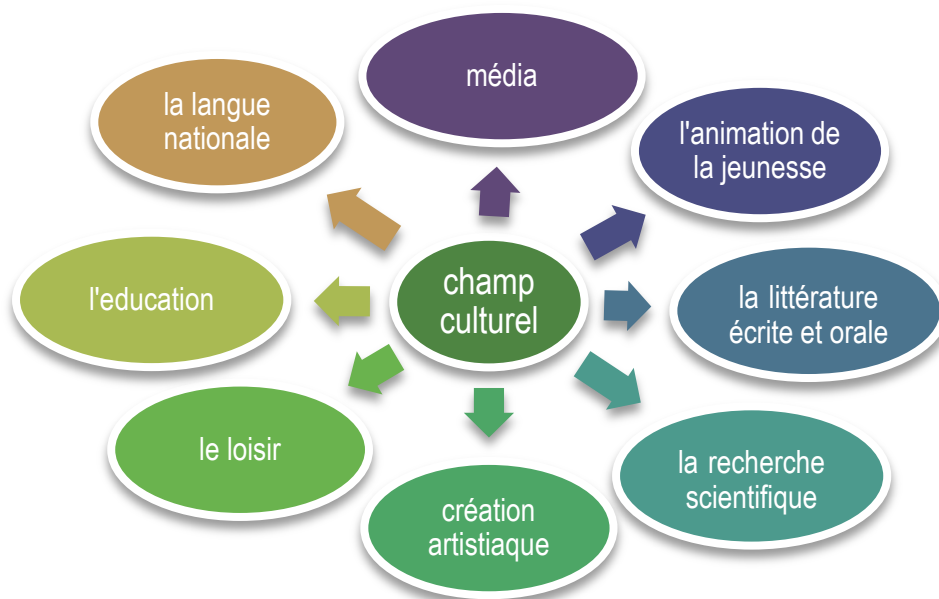 média
la langue
nationale
l'animation de
la jeunesse
l'education
champ
culturel
la littérature
écrite et orale
le loisir
la recherche
scientifique
création
artistiaque